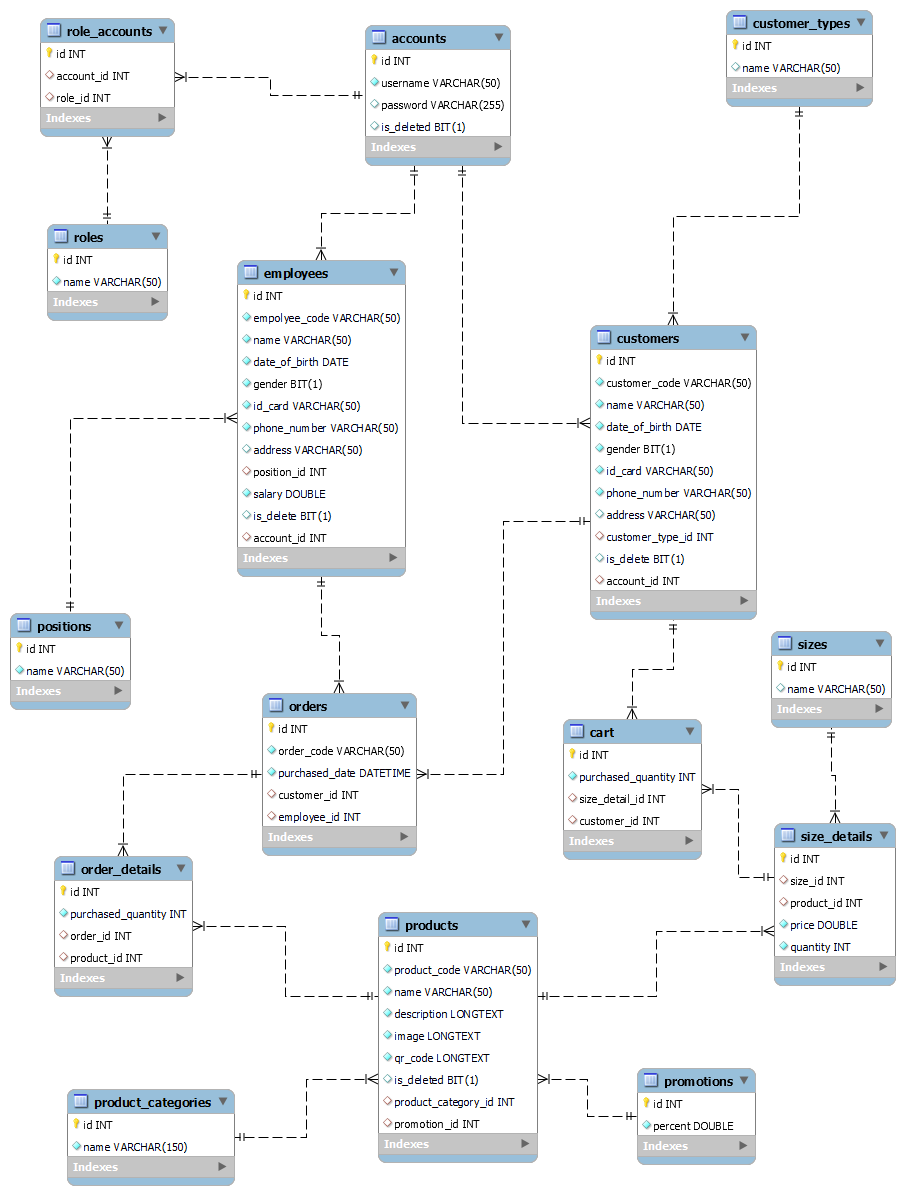 role_accounts
id INT
account_id INT
role_id INT
Indexes
accounts
id INT
username VARCHAR(50)
password VARCHAR(255)
is_deleted BIT(1)
Indexes
customer_types
id INT
name VARCHAR(50)
Indexes
roles
id INT
name VARCHAR(50)
Indexes
employees
id INT
empolyee_code VARCHAR(50)
name VARCHAR(50)
date_of_birth DATE
gender BIT(1)
id_card VARCHAR(50)
phone_number VARCHAR(50)
address VARCHAR(50)
position_id INT
salary DOUBLE
is_delete BIT(1)
account_id INT
Indexes
customers
id INT
customer_code VARCHAR(50)
name VARCHAR(50)
date_of_birth DATE
gender BIT(1)
id_card VARCHAR(50)
phone_number VARCHAR(50)
address VARCHAR(50)
customer_type_id INT
is_delete BIT(1)
account_id INT
Indexes
positions
id INT
name VARCHAR(50)
Indexes
orders
id INT
order_code VARCHAR(50)
purchased_date DATETIME
customer_id INT
employee_id INT
Indexes
cart
id INT
purchased_quantity INT
size_detail_id INT
customer_id INT
Indexes
sizes
id INT
name VARCHAR(50)
Indexes
size_details
id INT
size_id INT
product_id INT
price DOUBLE
quantity INT
Indexes
order_details
id INT
purchased_quantity INT
order_id INT
product_id INT
Indexes
products
id INT
product_code VARCHAR(50)
name VARCHAR(50)
description LONGTEXT
image LONGTEXT
qr_code LONGTEXT
is_deleted BIT(1)
product_category_id INT
promotion_id INT
Indexes
product_categories
id INT
name VARCHAR(150)
Indexes
promotions
id INT
percent DOUBLE
Indexes